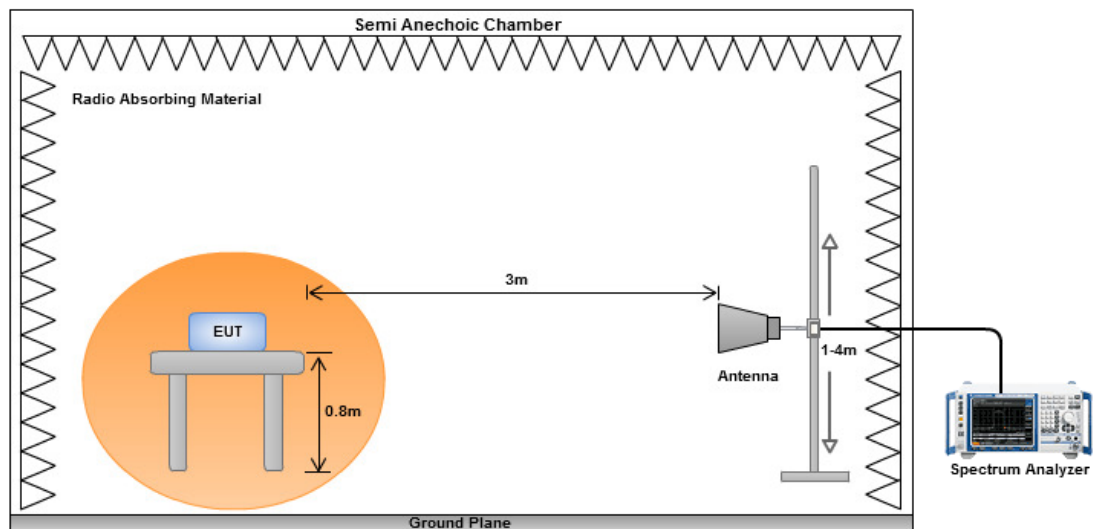 Semi Anechoic Chamber
Radio Absorbing Material
3m
EUT
1-4m
Antenna
0.8m
Spectrum Analyzer
Ground Plane